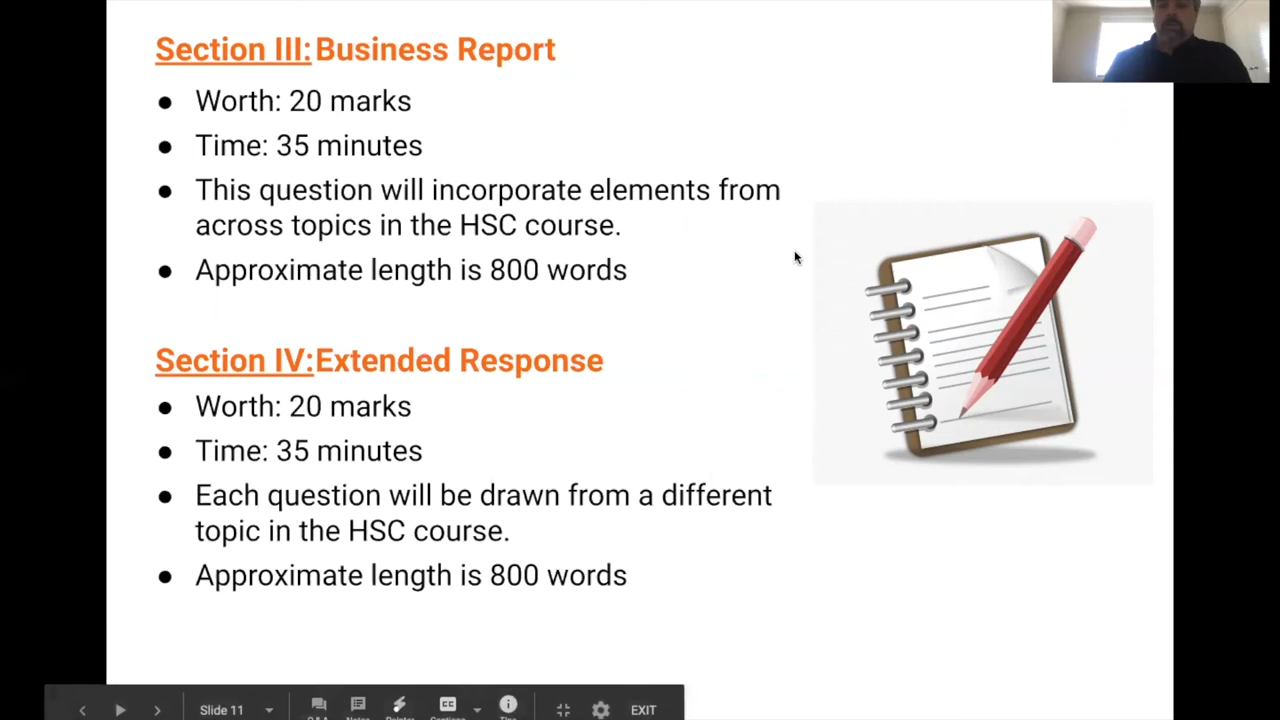 Section III: Business Report
● Worth: 20 marks
● Time: 35 minutes
● This question will incorporate elements from
across topics in the HSC course.
● Approximate length is 800 words
Section IV:Extended Response
● Worth: 20 marks
● Time: 35 minutes
● Each question will be drawn from a different
topic in the HSC course.
● Approximate length is 800 words
Slide 11
CC
EXIT